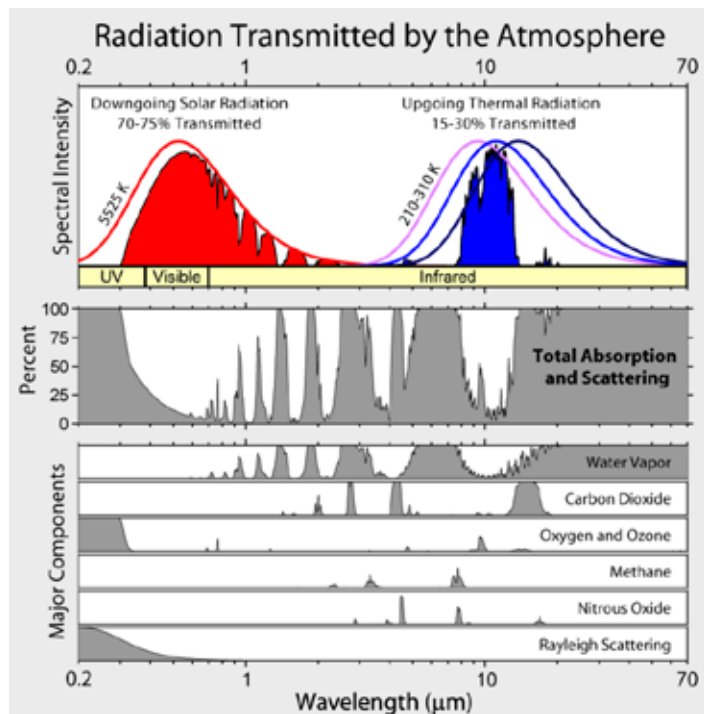 Radiation Transmitted by the Atmosphere
0.2 1 10 70
Downgoing Solar Radiation
70-75% Transmitted
Upgoing Thermal Radiation
15-30% Transmitted
Spectral Intensity
5525 K
210-310 K
UV Visible Infrared
Percent
100
75
50
25
0
Total Absorption
and Scattering
Major Components
Water Vapor
Carbon Dioxide
Oxygen and Ozone
Methane
Nitrous Oxide
Rayleigh Scattering
0.2 1 10 70
Wavelength (μm)